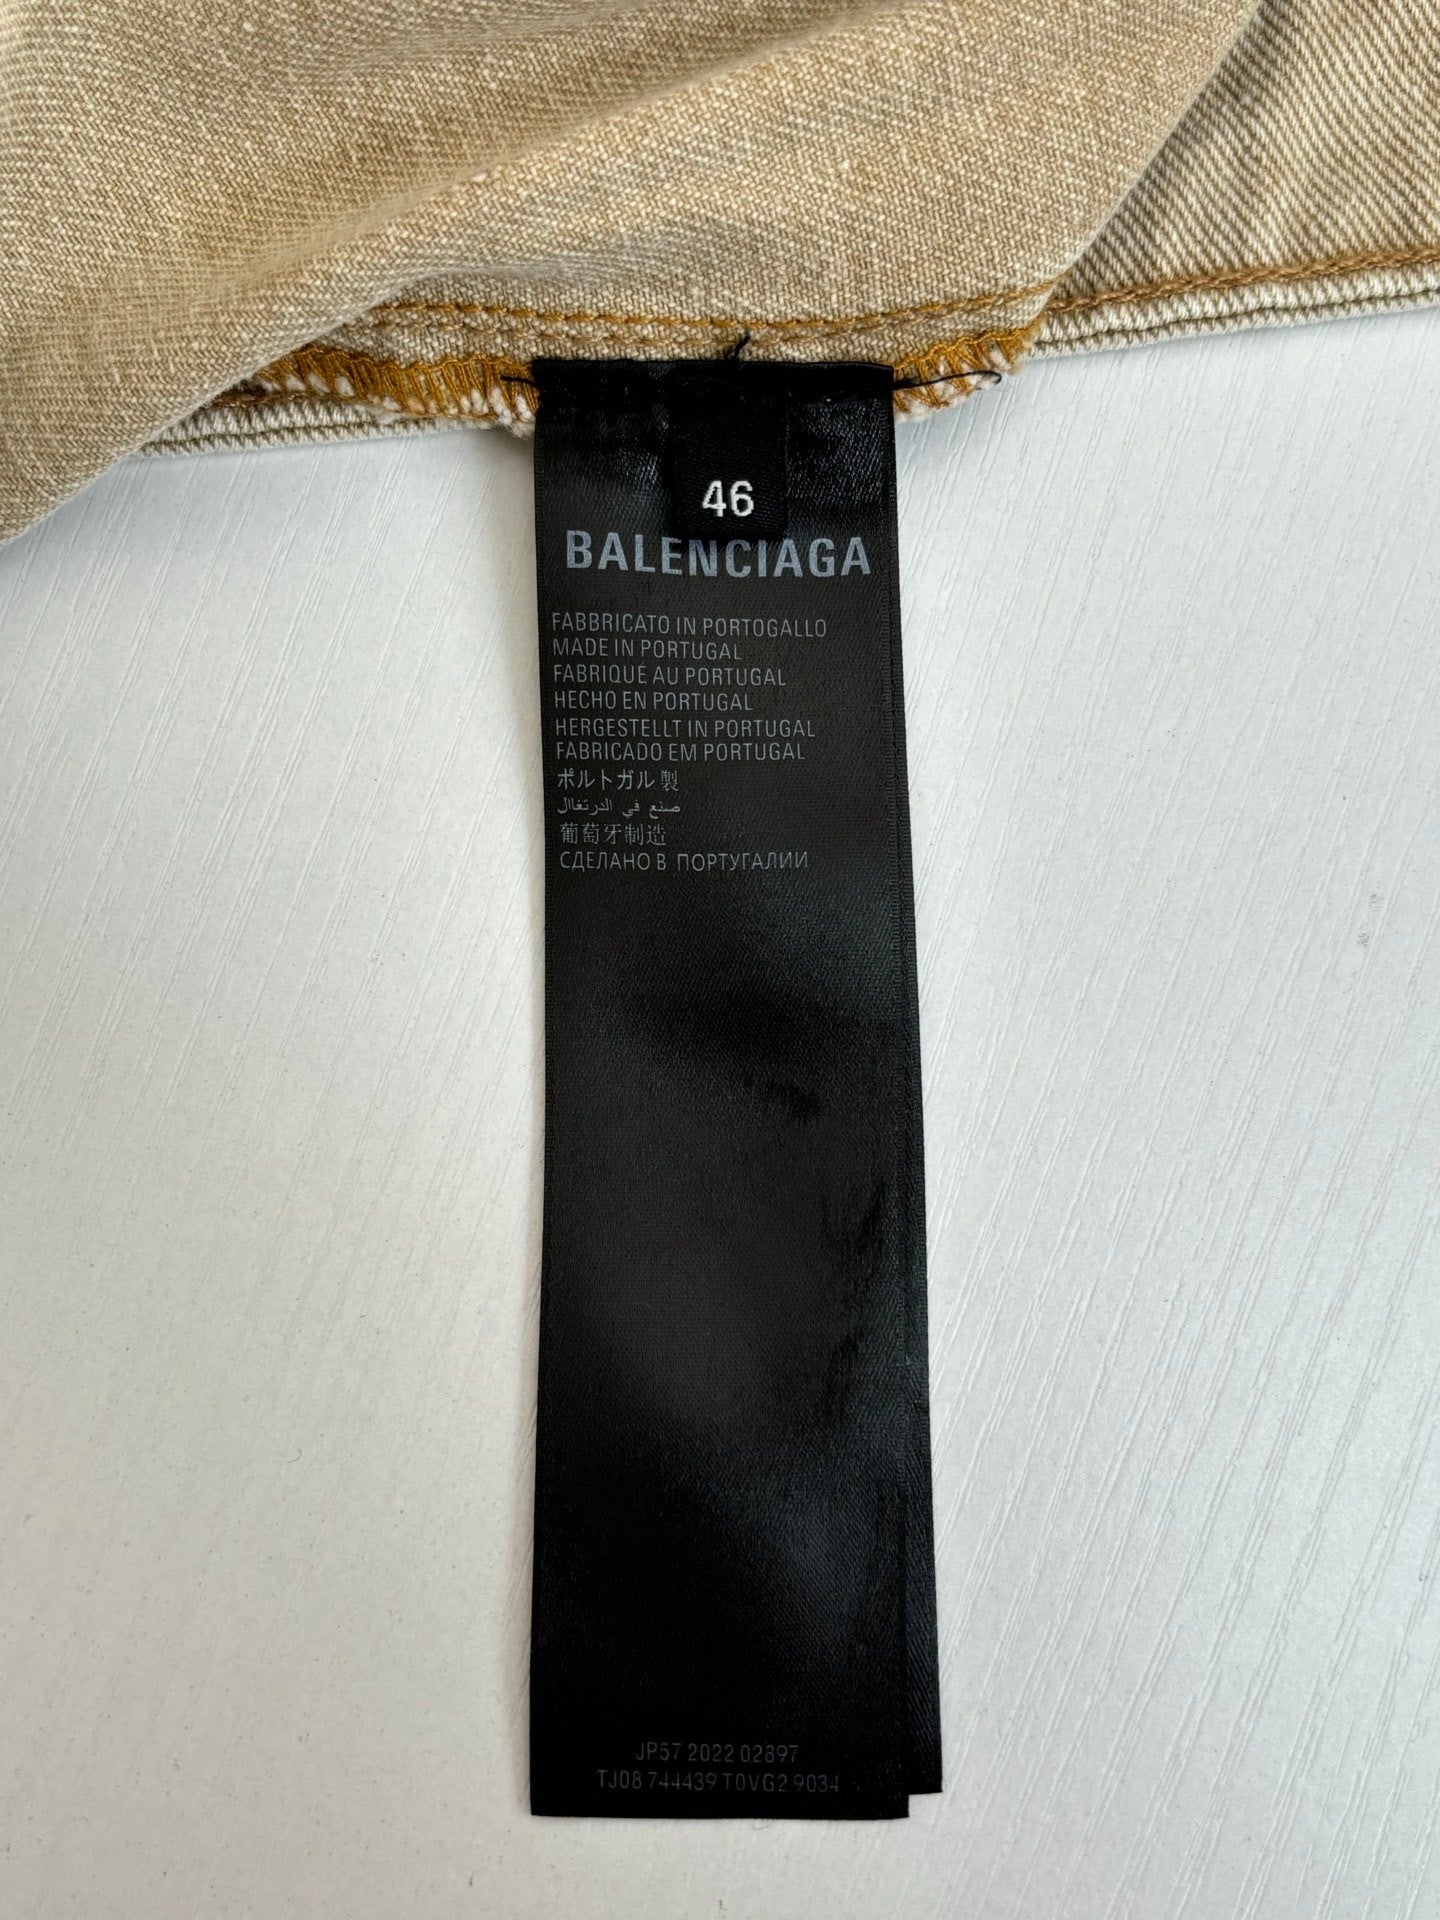 46
BALENCIAGA
FABBRICATO IN PORTOGALLO
MADE IN PORTUGAL
FABRIQUÉ AU PORTUGAL
HECHO EN PORTUGAL
HERGESTELLT IN PORTUGAL
FABRICADO EM PORTUGAL
ポルトガル製
صنع في الدرتغاال
葡萄牙制造
СДЕЛАНО В ПОРТУГАЛИИ
JP57 2022 02897
TJ08 744439 T0VG2 9034